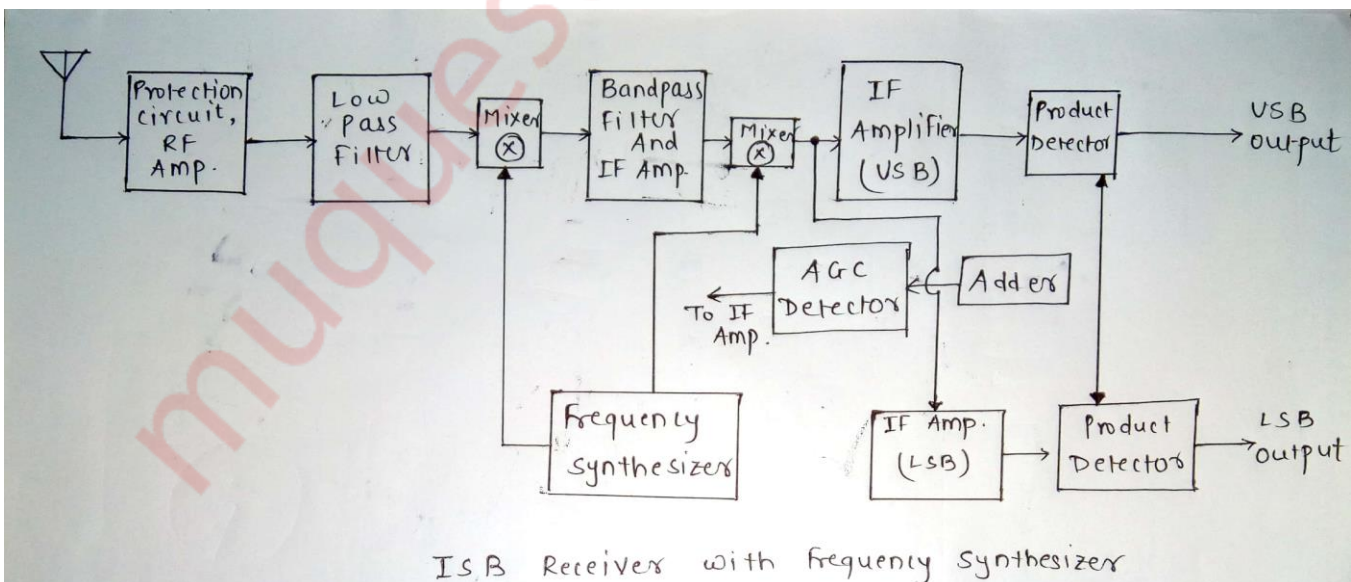 Protection
circuit,
RF
Amp.
Low
Pass
Filter
Mixer
Bandpass
Filter
And
IF Amp.
Mixer
IF
Amplifier
(USB)
Product
Detector
USB
output
AGC
Detector
Adder
To IF
Amp.
Frequency
synthesizer
IF Amp.
(LSB)
Product
Detector
LSB
output
ISB Receiver with frequency synthesizer
muques